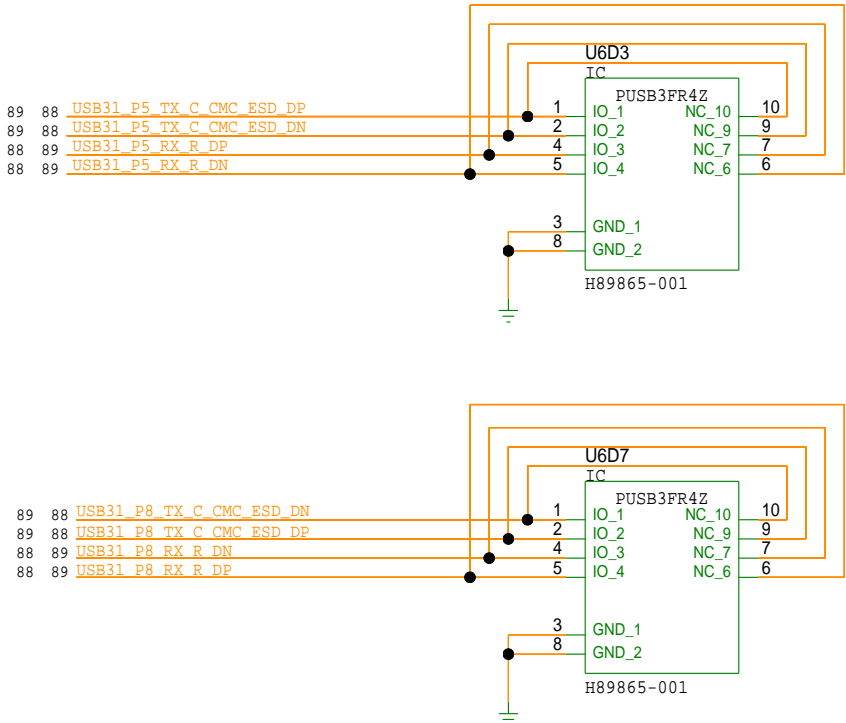 U6D3
IC
PUSB3FR4Z
89 88 USB31_P5_TX_C_CMC_ESD_DP 1 IO_1 NC_10 10
89 88 USB31_P5_TX_C_CMC_ESD_DN 2 IO_2 NC_9 9
88 89 USB31_P5_RX_R_DP 4 IO_3 NC_7 7
88 89 USB31_P5_RX_R_DN 5 IO_4 NC_6 6
3 GND_1
8 GND_2
H89865-001
U6D7
IC
PUSB3FR4Z
89 88 USB31_P8_TX_C_CMC_ESD_DN 1 IO_1 NC_10 10
89 88 USB31_P8_TX_C_CMC_ESD_DP 2 IO_2 NC_9 9
88 89 USB31_P8_RX_R_DN 4 IO_3 NC_7 7
88 89 USB31_P8_RX_R_DP 5 IO_4 NC_6 6
3 GND_1
8 GND_2
H89865-001